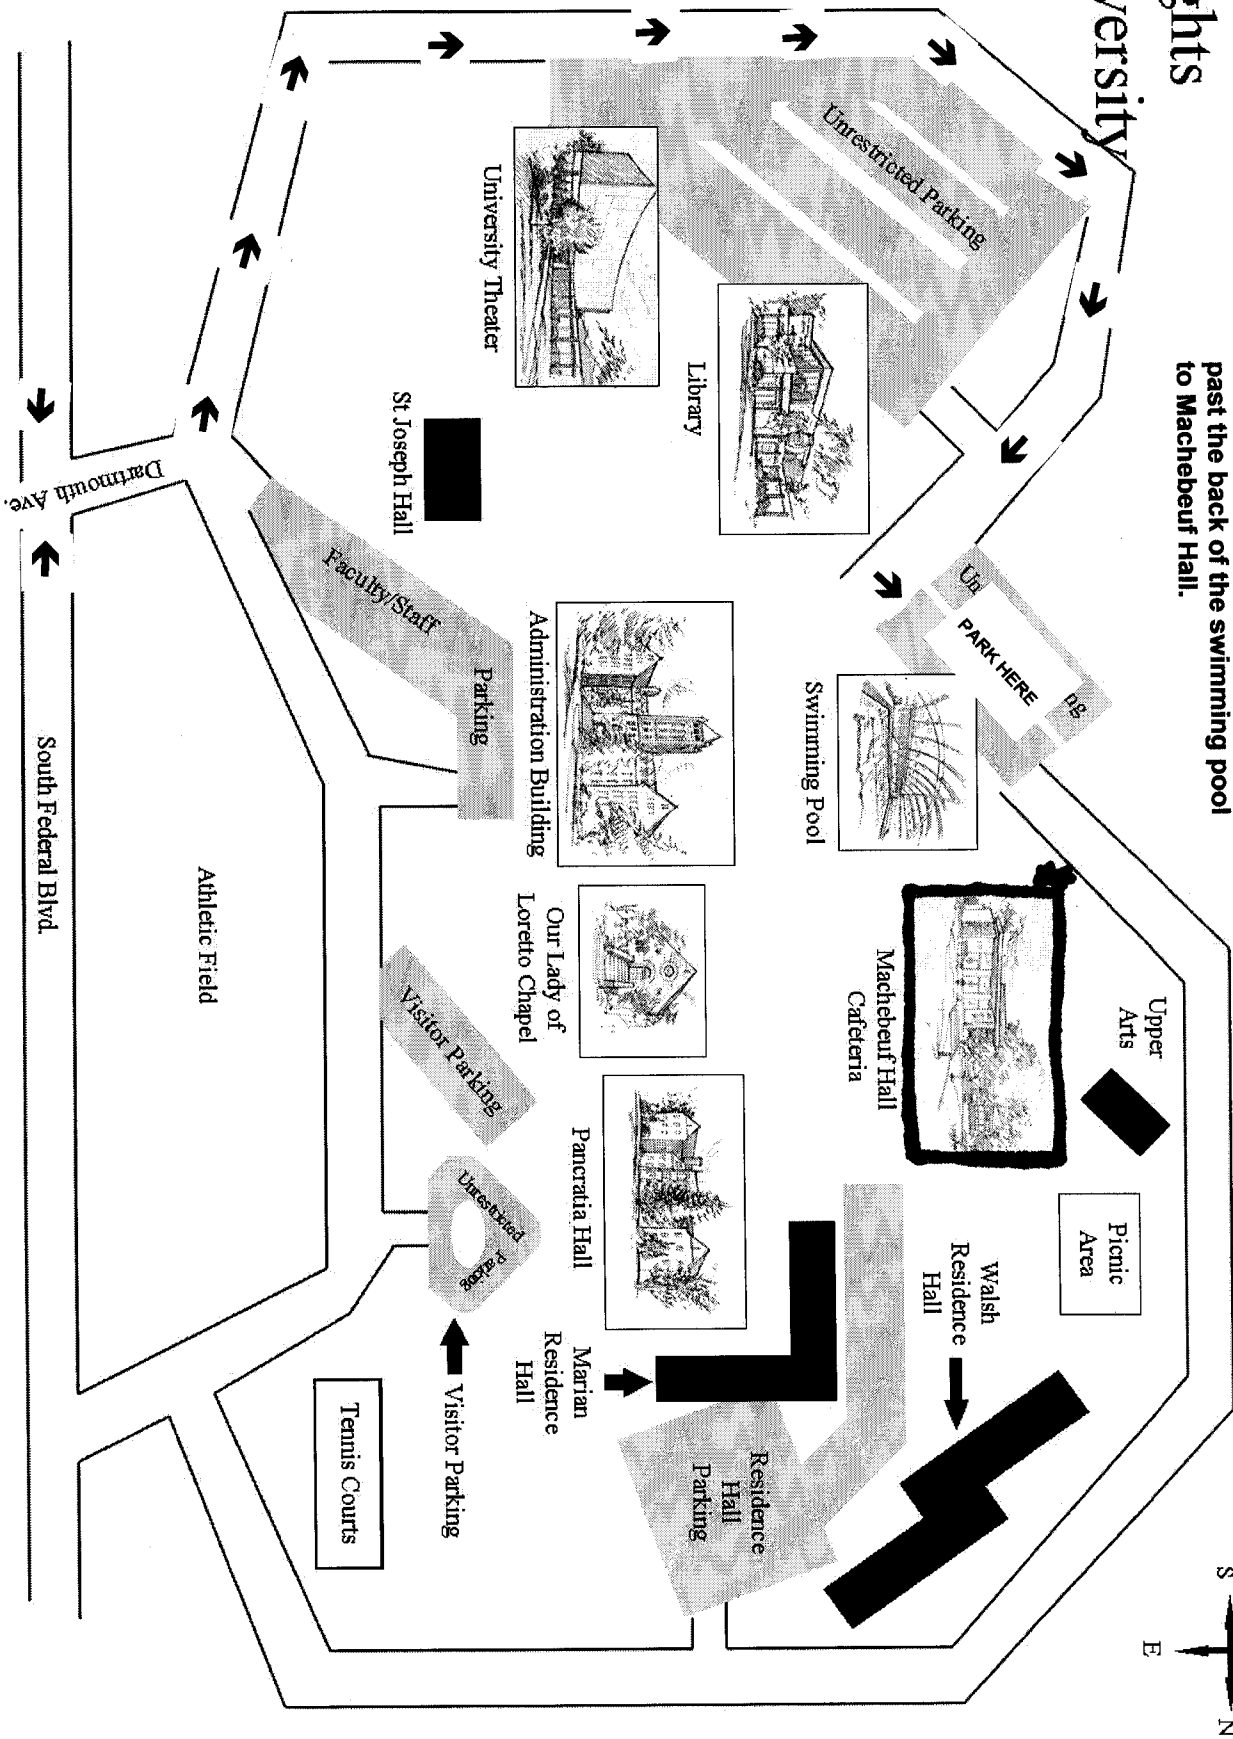 ghts
versity
past the back of the swimming pool
to Machebeuf Hall.
Unrestricted Parking
University Theater
Library
St Joseph Hall
Dartmouth Ave.
Faculty/Staff
Parking
Administration Building
Swimming Pool
Un
PARK HERE
ng
South Federal Blvd.
Athletic Field
Our Lady of
Loretto Chapel
Machebeuf Hall
Cafeteria
Upper
Arts
Visitor Parking
Unrestricted
Parking
Pancratia Hall
Picnic
Area
Walsh
Residence
Hall
Marian
Residence
Hall
Visitor Parking
Tennis Courts
Residence
Hall
Parking
S
E
N